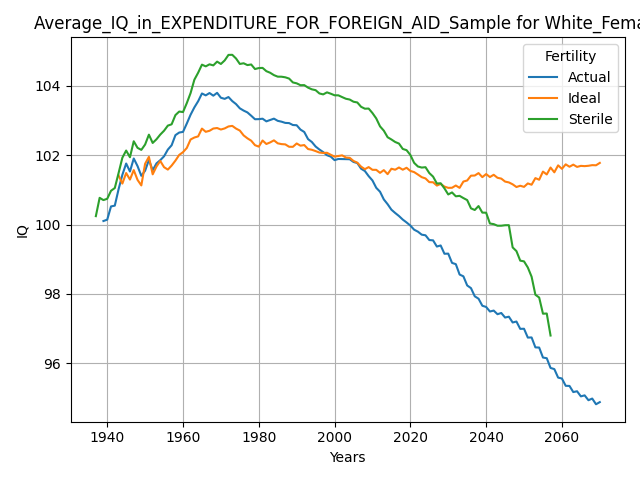 Average_IQ_in_EXPENDITURE_FOR_FOREIGN_AID_Sample for White_Fema
Fertility
Actual
Ideal
Sterile
IQ
104
102
100
98
96
1940 1960 1980 2000 2020 2040 2060
Years